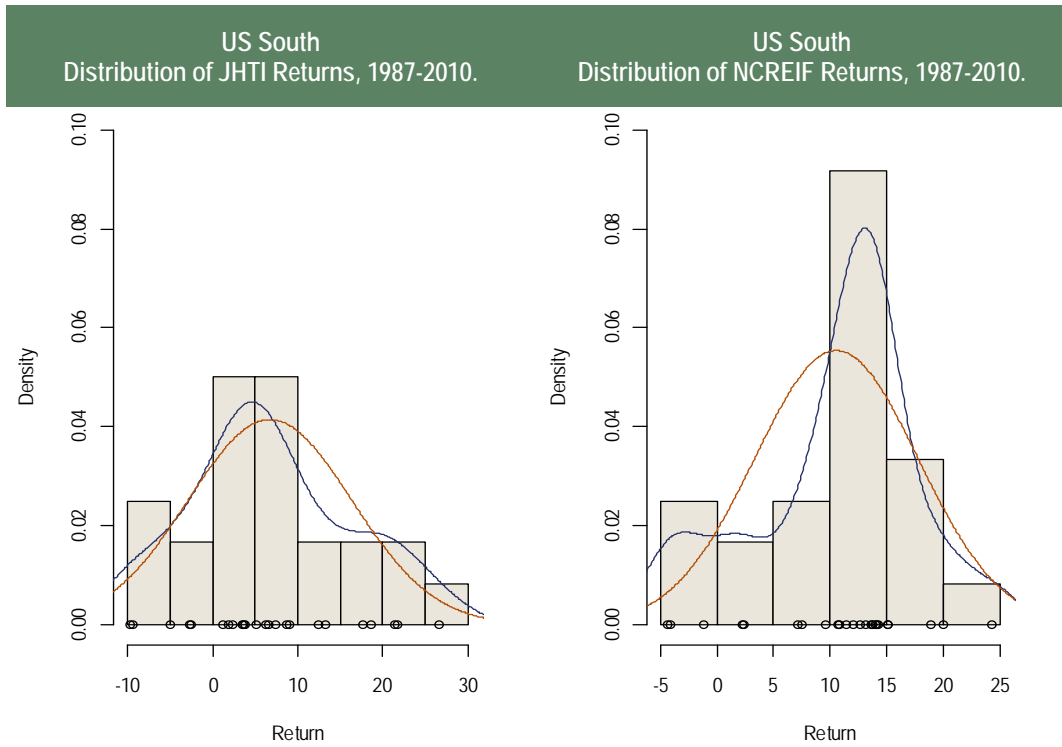 US South
Distribution of JHTI Returns, 1987-2010.
US South
Distribution of NCREIF Returns, 1987-2010.
0.10
0.08
0.06
0.04
0.02
0.00
Density
-10 0 10 20 30
Return
0.10
0.08
0.06
0.04
0.02
0.00
Density
-5 0 5 10 15 20 25
Return